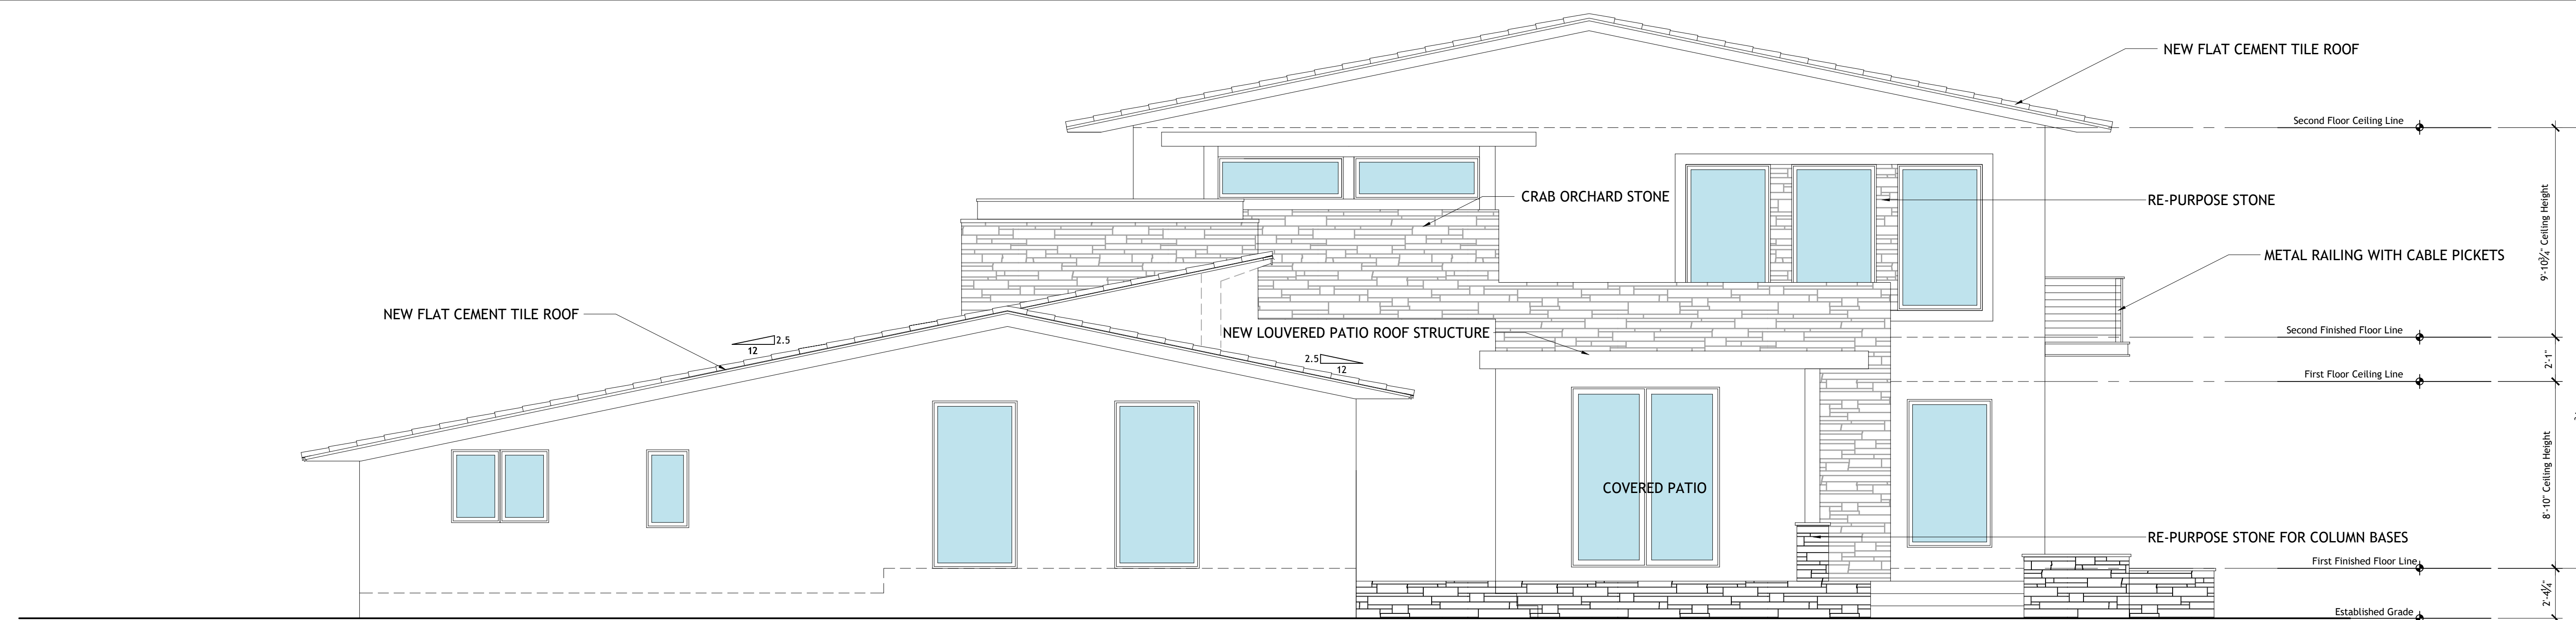 NEW FLAT CEMENT TILE ROOF
Second Floor Ceiling Line
CRAB ORCHARD STONE
RE-PURPOSE STONE
9'-10¾" Ceiling Height
METAL RAILING WITH CABLE PICKETS
NEW FLAT CEMENT TILE ROOF
2.5
12
NEW LOUVERED PATIO ROOF STRUCTURE
Second Finished Floor Line
2.5
12
2'-1"
First Floor Ceiling Line
8'-10" Ceiling Height
COVERED PATIO
RE-PURPOSE STONE FOR COLUMN BASES
First Finished Floor Line
2'-4¼"
Established Grade